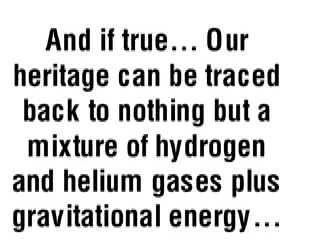 And if true… Our
heritage can be traced
back to nothing but a
mixture of hydrogen
and helium gases plus
gravitational energy…